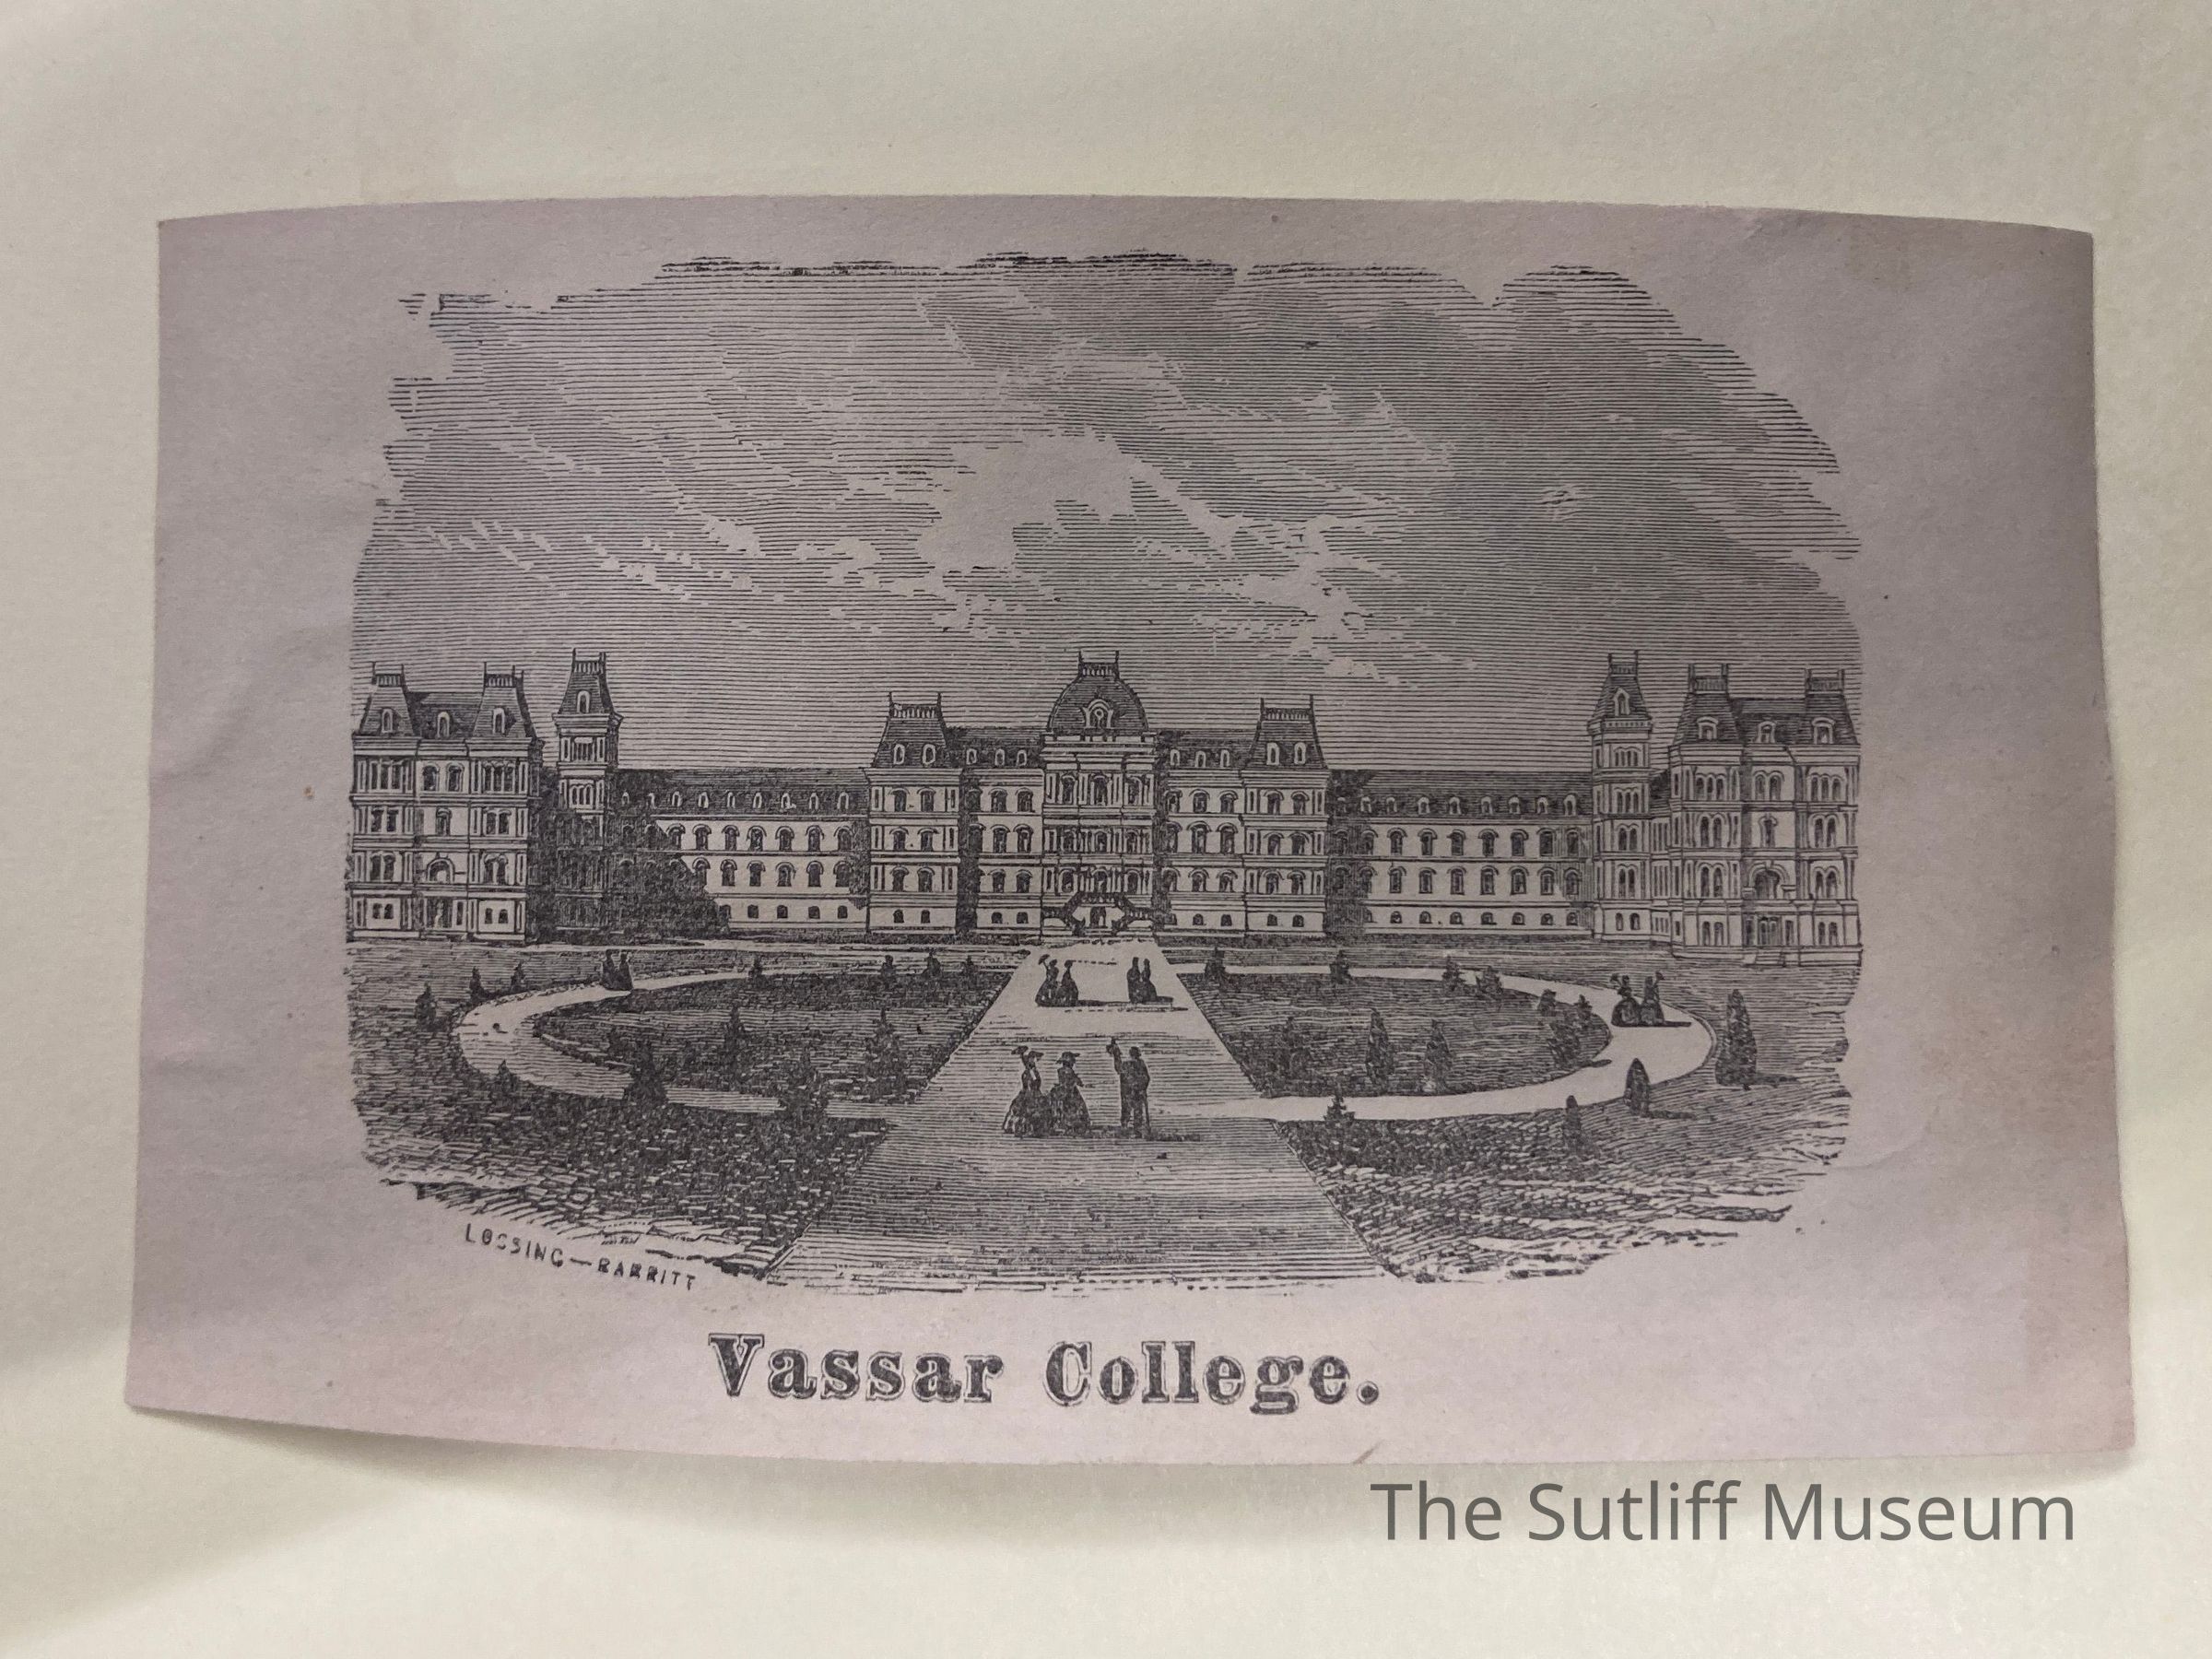 LOSSING—BARRITT
Vassar College.
The Sutliff Museum